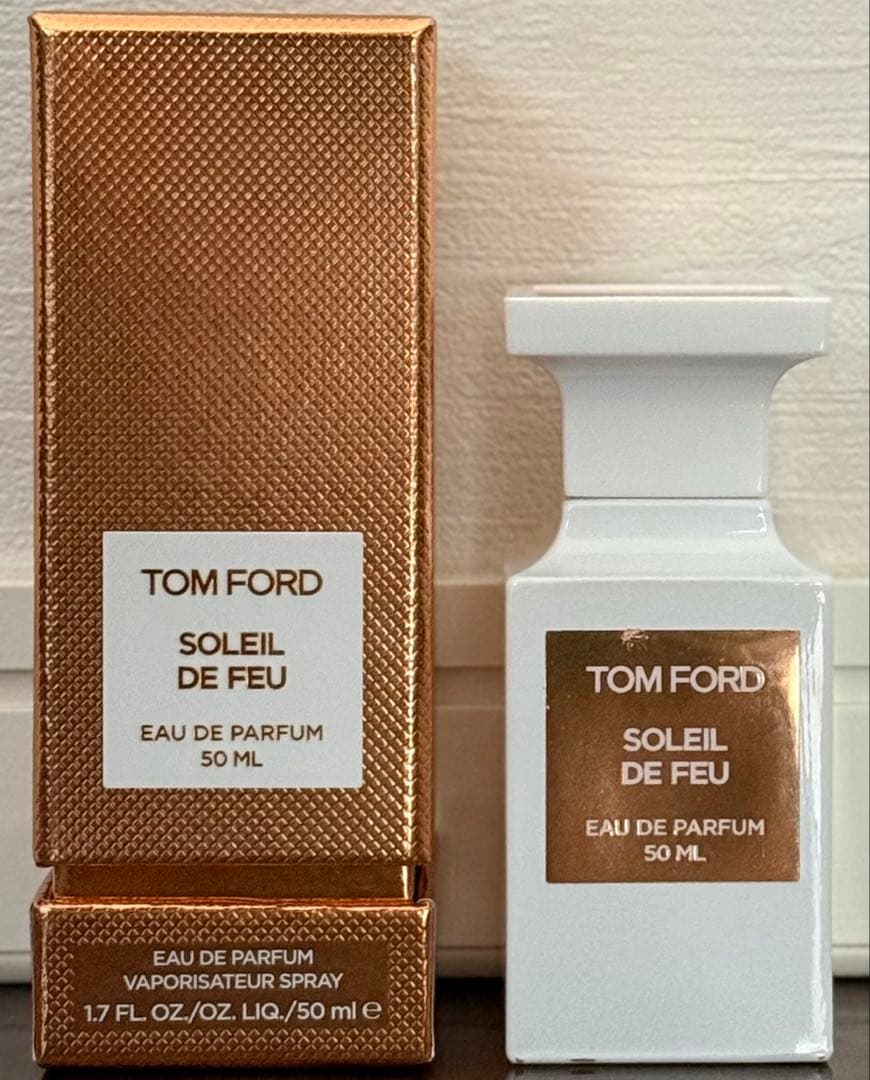 TOM FORD
SOLEIL
DE FEU
EAU DE PARFUM
50 ML
EAU DE PARFUM
VAPORISATEUR SPRAY
1.7 FL. OZ./OZ. LIQ./50 ml ℮
TOM FORD
SOLEIL
DE FEU
EAU DE PARFUM
50 ML